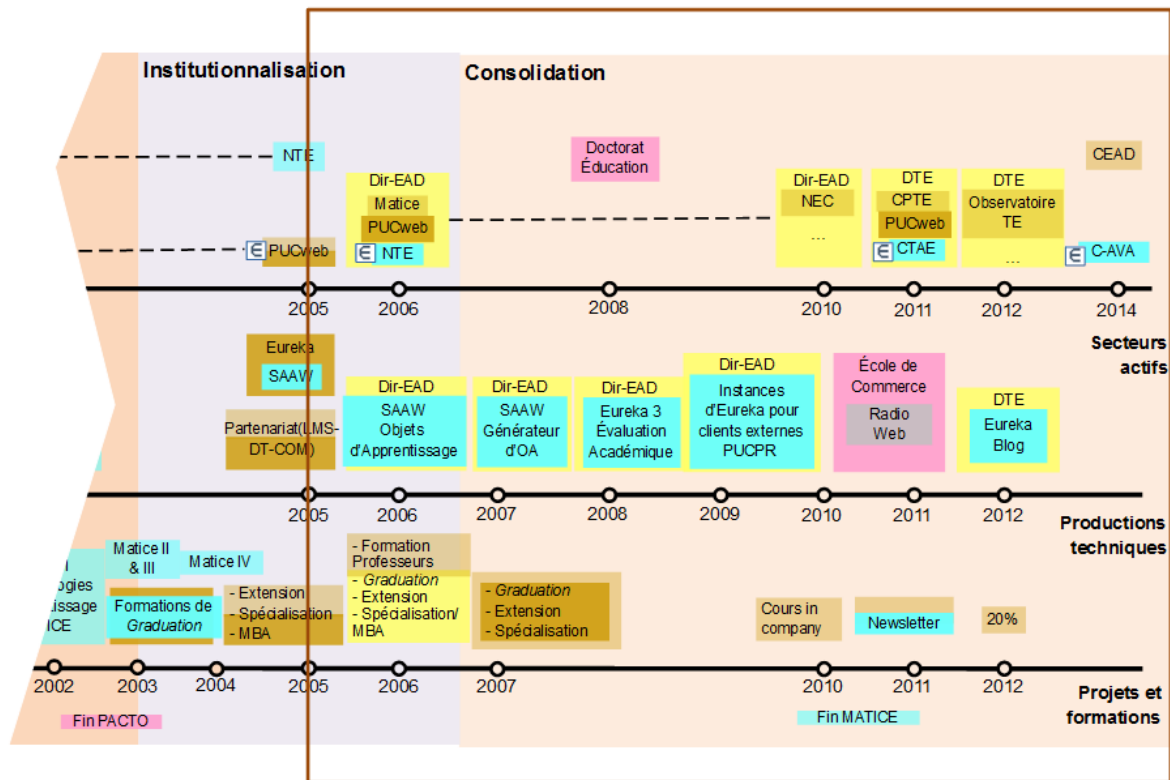 Institutionnalisation
Consolidation
NTE
Doctorat
Éducation
CEAD
Dir-EAD
Matice
PUCweb
NTE
Dir-EAD
NEC
...
DTE
CPTE
PUCweb
CTAE
DTE
Observatoire
TE
...
∈ PUCweb
∈
∈
∈ C-AVA
2005
2006
2008
2010
2011
2012
2014
Secteurs
actifs
Eureka
SAAW
Partenariat(LMS-
DT-COM)
Dir-EAD
SAAW
Objets
d'Apprentissage
Dir-EAD
SAAW
Générateur
d'OA
Dir-EAD
Eureka 3
Évaluation
Académique
Dir-EAD
Instances
d'Eureka pour
clients externes
PUCPR
École de
Commerce
Radio
Web
DTE
Eureka
Blog
2005
2006
2007
2008
2009
2010
2011
2012
Productions
techniques
ogies
issage
ICE
Matice II
& III
Matice IV
Formations de
Graduation
- Extension
- Spécialisation
- MBA
- Formation
Professeurs
- Graduation
- Extension
- Spécialisation/
MBA
- Graduation
- Extension
- Spécialisation
Cours in
company
Newsletter
20%
2002
2003
2004
2005
2006
2007
2010
2011
2012
Projets et
formations
Fin PACTO
Fin MATICE